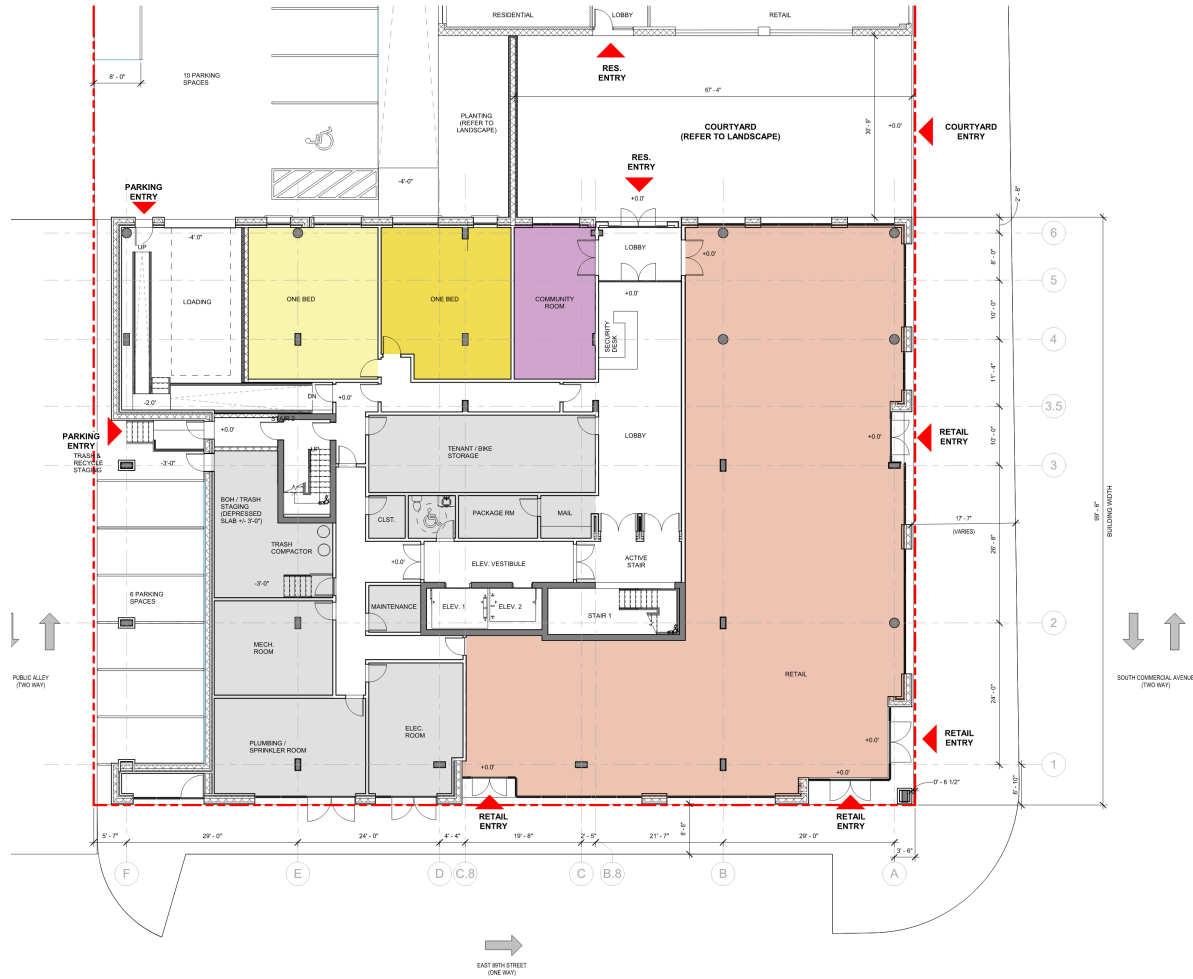 RESIDENTIAL
LOBBY
RETAIL
RES.
ENTRY
8' - 0"
10 PARKING
SPACES
67' - 4"
PLANTING
(REFER TO
LANDSCAPE)
COURTYARD
(REFER TO LANDSCAPE)
30' - 8"
+0.0'
COURTYARD
ENTRY
RES.
ENTRY
-4'-0"
PARKING
ENTRY
+0.0'
2' - 8"
-4'.0"
UP
LOBBY
+0.0'
6
8' - 0"
5
LOADING
ONE BED
ONE BED
COMMUNITY
ROOM
+0.0'
SECURITY
DESK
10' - 0"
4
11' - 4"
-2.0'
DN
+0.0'
3.5
STAIR 2
+0.0'
PARKING
ENTRY
TRASH &
RECYCLE
STAGING
-3'-0"
UP
TENANT / BIKE
STORAGE
LOBBY
+0.0'
RETAIL
ENTRY
10' - 0"
3
BOH / TRASH
STAGING
(DEPRESSED
SLAB +/- 3'-0")
CLST.
PACKAGE RM
MAIL
17' - 7"
(VARIES)
99' - 6"
BUILDING WIDTH
TRASH
COMPACTOR
+0.0'
ELEV. VESTIBULE
ACTIVE
STAIR
26' - 8"
-3'-0"
6 PARKING
SPACES
MAINTENANCE
ELEV. 1
ELEV. 2
STAIR 1
2
MECH.
ROOM
RETAIL
PUBLIC ALLEY
(TWO WAY)
SOUTH COMMERCIAL AVENUE
(TWO WAY)
24' - 0"
PLUMBING /
SPRINKLER ROOM
ELEC.
ROOM
+0.0'
RETAIL
ENTRY
+0.0'
+0.0'
1
0' - 6 1/2"
6' - 10"
RETAIL
ENTRY
RETAIL
ENTRY
8' - 6"
5' - 7"
29' - 0"
24' - 0"
4' - 4"
19' - 8"
2' - 5"
21' - 7"
29' - 0"
3' - 6"
F
E
D
C.8
C
B.8
B
A
EAST 89TH STREET
(ONE WAY)